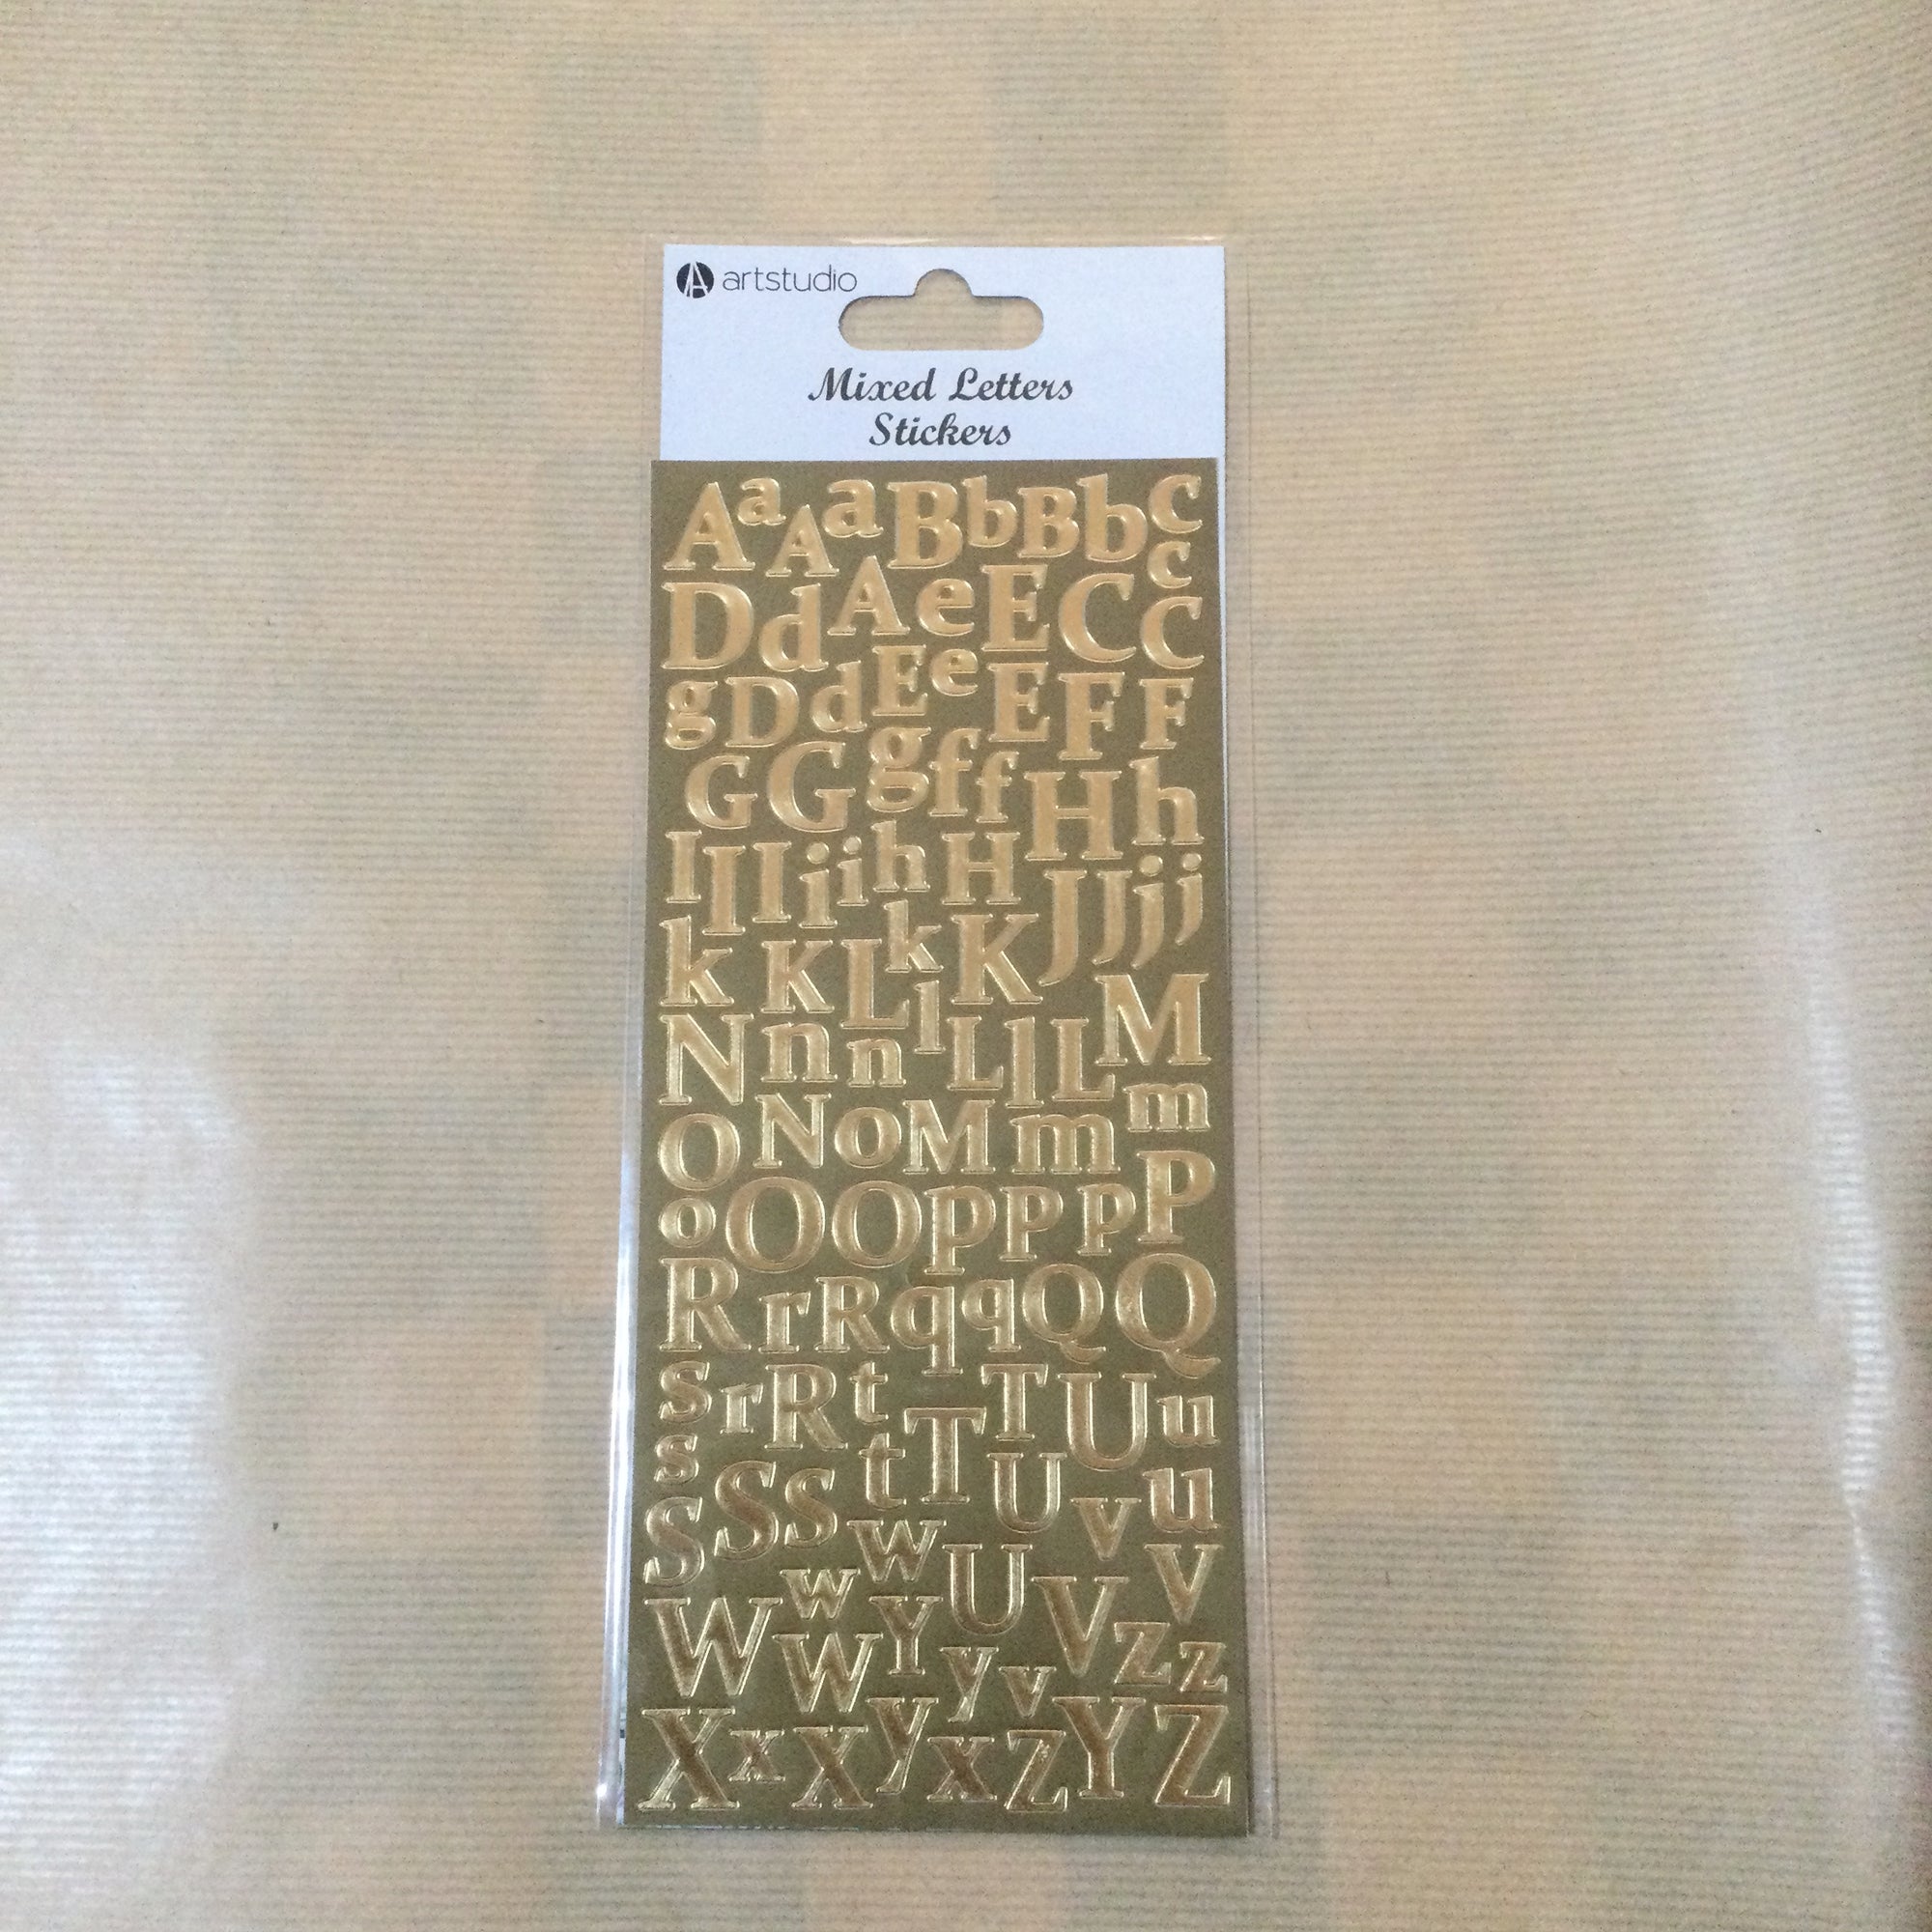 artstudio
Mixed Letters
Stickers
A a A a B b B b c
c
D d A e E C C
g D d E e E F F
G G g f f H h
I I I i i h H J J j j
k K L k K M
N n n l L l L m
O N o M m P
o O O p P p
R r R q q Q Q
s r R t T T U u
s S s t U v u
S w U V v
W w W Y y v z z
X x X y x Z Y Z